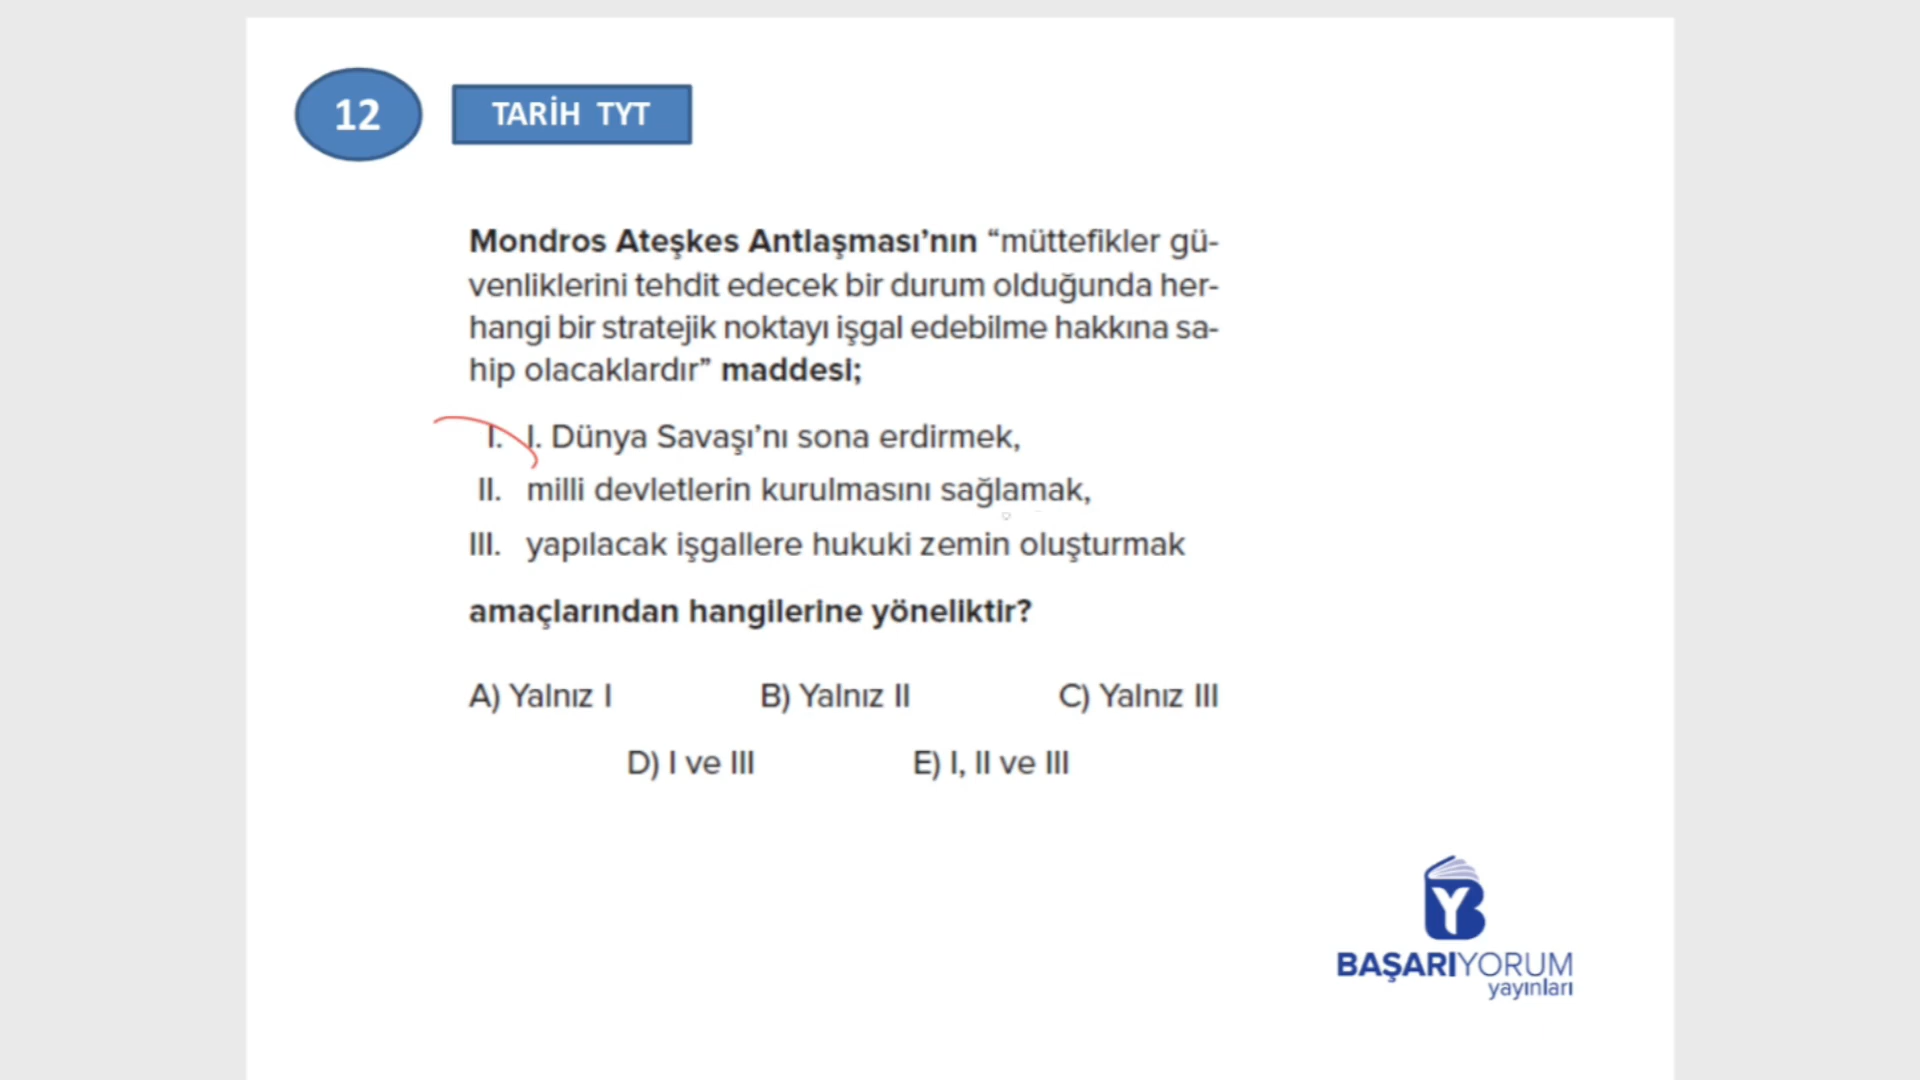 12
TARİH TYT
Mondros Ateşkes Antlaşması’nın “müttefikler gü-
venliklerini tehdit edecek bir durum olduğunda her-
hangi bir stratejik noktayı işgal edebilme hakkına sa-
hip olacaklardır” maddesi;
I. I. Dünya Savaşı’nı sona erdirmek,
II. milli devletlerin kurulmasını sağlamak,
III. yapılacak işgallere hukuki zemin oluşturmak
amaçlarından hangilerine yöneliktir?
A) Yalnız I B) Yalnız II C) Yalnız III
D) I ve III E) I, II ve III
BAŞARIYORUM
yayınları